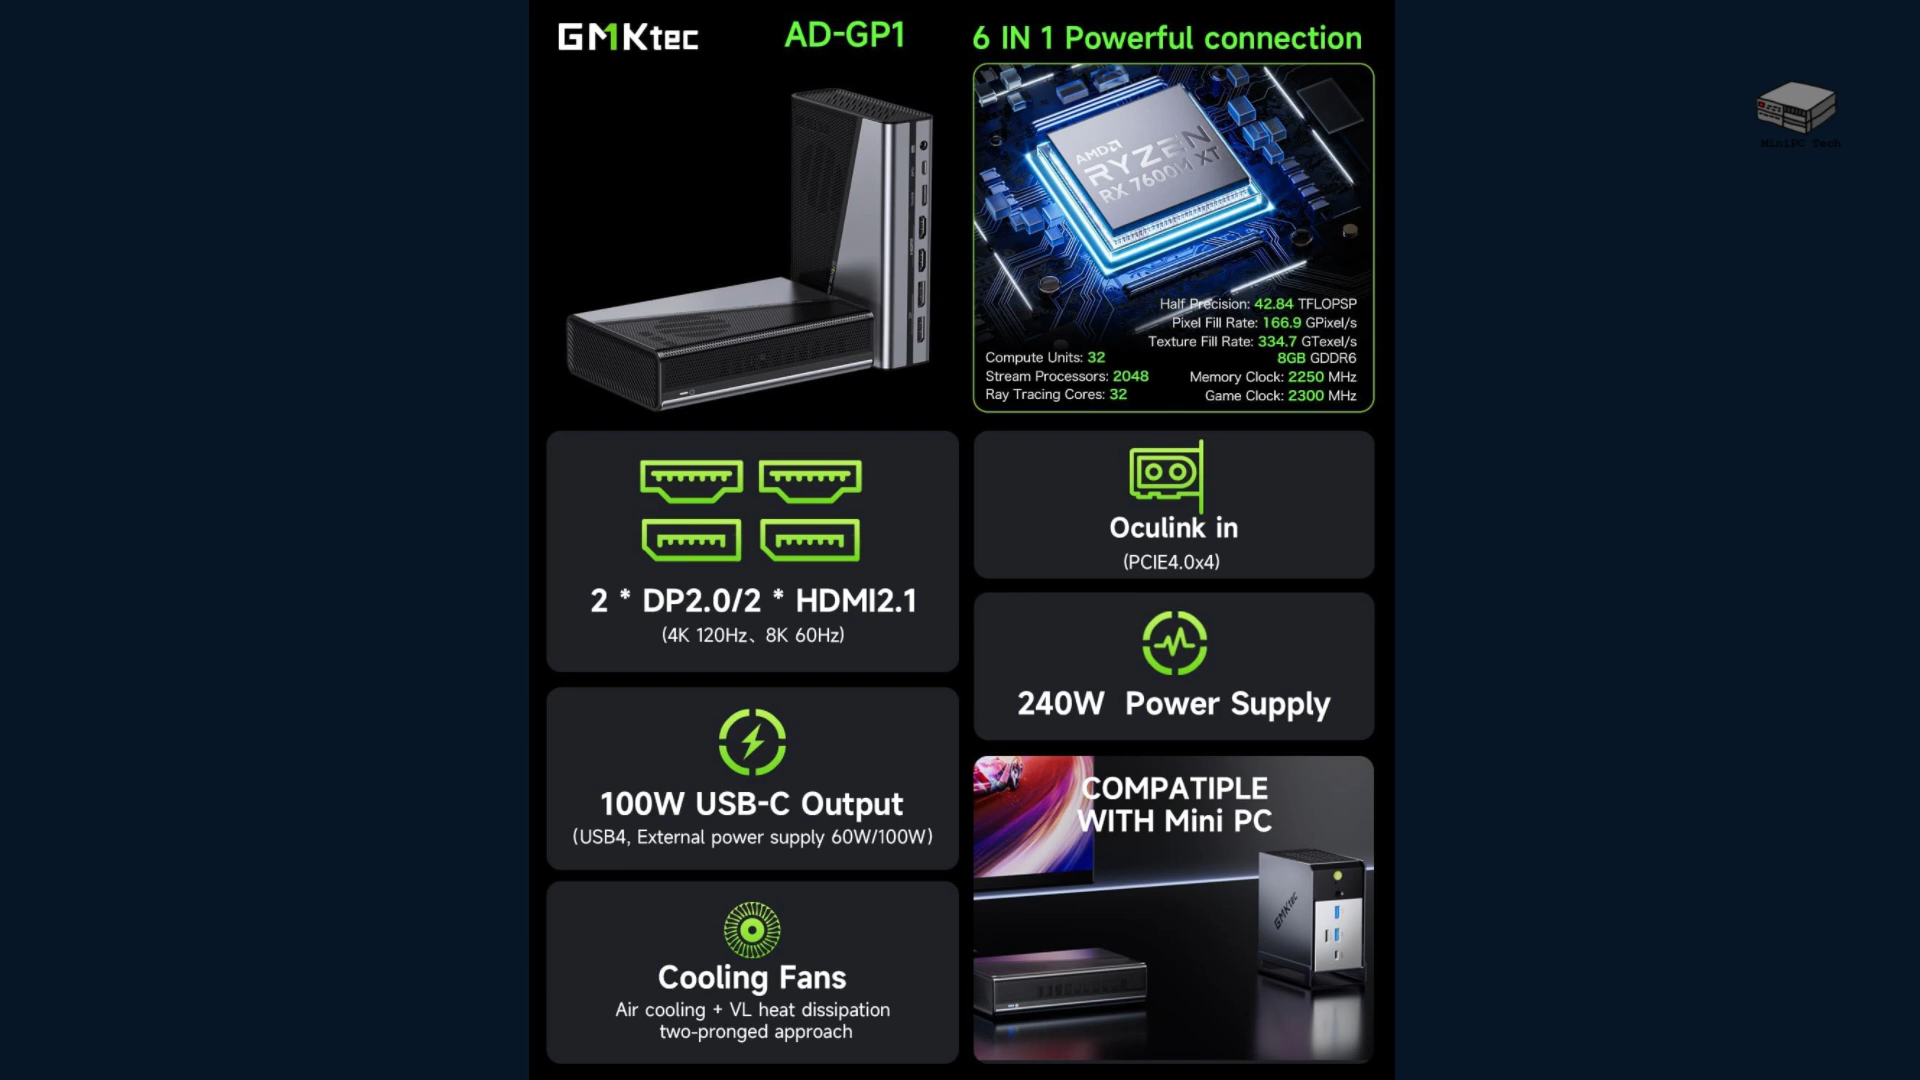 GMKtec
AD-GP1
6 IN 1 Powerful connection
AMD
RYZEN
RX 7600M XT
Half Precision: 42.84 TFLOPSP
Pixel Fill Rate: 166.9 GPixel/s
Texture Fill Rate: 334.7 GTexel/s
8GB GDDR6
Memory Clock: 2250 MHz
Game Clock: 2300 MHz
Compute Units: 32
Stream Processors: 2048
Ray Tracing Cores: 32
MiniPC Tech
2 * DP2.0/2 * HDMI2.1
(4K 120Hz、8K 60Hz)
Oculink in
(PCIE4.0x4)
240W Power Supply
100W USB-C Output
(USB4, External power supply 60W/100W)
COMPATIPLE
WITH Mini PC
GMKtec
Cooling Fans
Air cooling + VL heat dissipation
two-pronged approach